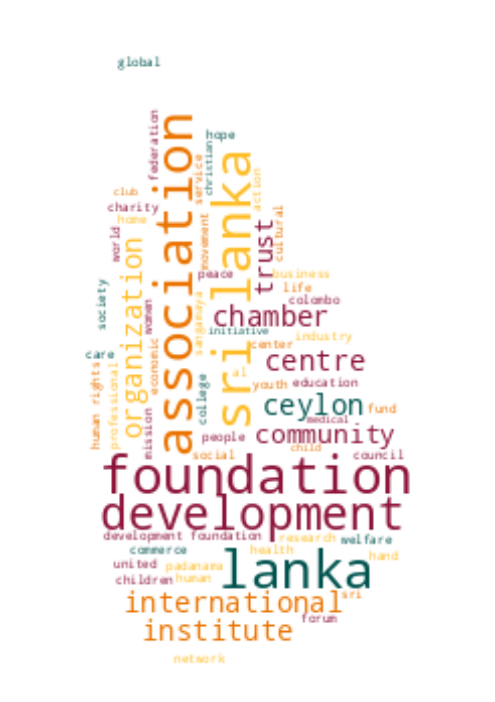 global
federation
association
hope
christian
service
sri lanka
action
club
charity
home
world
organization
movement
trust
cultural
peace
business
life
colombo
society
women
sangamaya
chamber
initiative
industry
center
care
economic
centre
al
youth
education
human rights
professional
college
ceylon
fund
medical
mission
people
community
child
social
council
foundation
development
development foundation
research
welfare
commerce
health
hand
united
padanama
lanka
children
human
international
sri
forum
institute
network